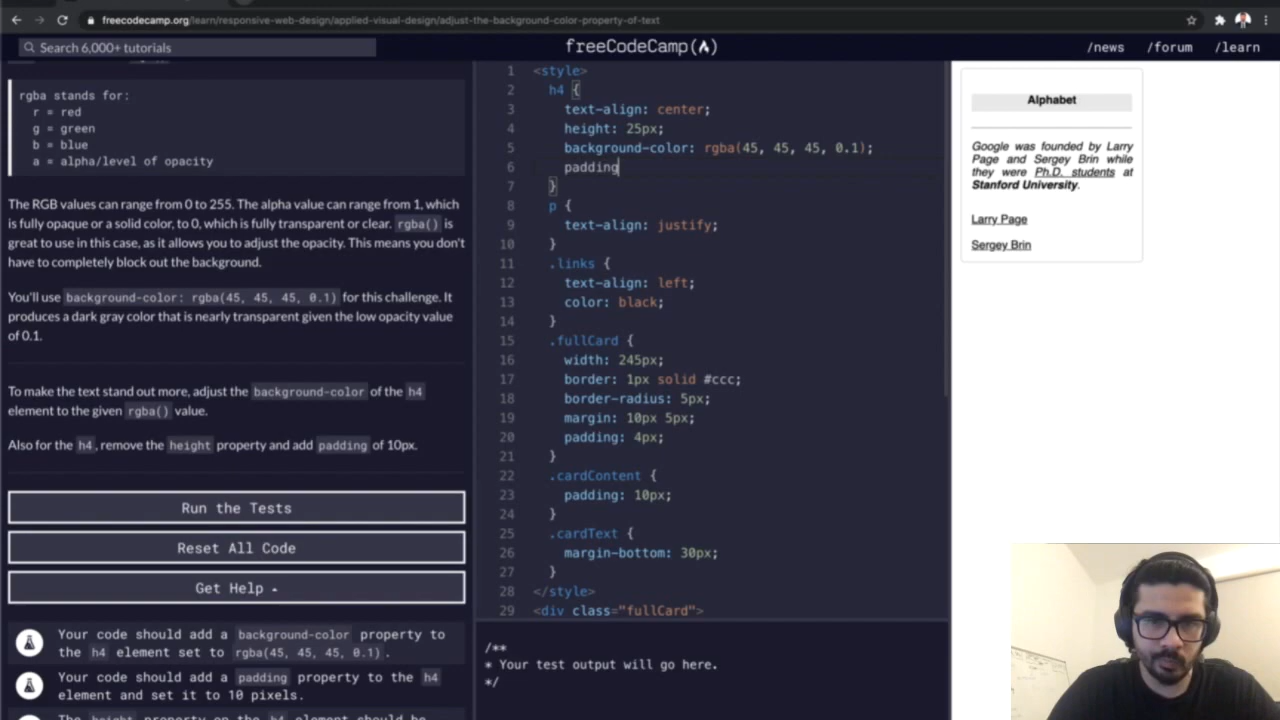 freecodecamp.org/learn/responsive-web-design/applied-visual-design/adjust-the-background-color-property-of-text
Search 6,000+ tutorials
freeCodeCamp
/news
/forum
/learn
rgba stands for:
r = red
g = green
b = blue
a = alpha/level of opacity
The RGB values can range from 0 to 255. The alpha value can range from 1, which
is fully opaque or a solid color, to 0, which is fully transparent or clear. rgba() is
great to use in this case, as it allows you to adjust the opacity. This means you don't
have to completely block out the background.
You'll use background-color: rgba(45, 45, 45, 0.1) for this challenge. It
produces a dark gray color that is nearly transparent given the low opacity value
of 0.1.
To make the text stand out more, adjust the background-color of the h4
element to the given rgba() value.
Also for the h4, remove the height property and add padding of 10px.
Run the Tests
Reset All Code
Get Help
Your code should add a background-color property to
the h4 element set to rgba(45, 45, 45, 0.1).
Your code should add a padding property to the h4
element and set it to 10 pixels.
The height property on the h4 element should be
1 <style>
2 h4 {
3 text-align: center;
4 height: 25px;
5 background-color: rgba(45, 45, 45, 0.1);
6 padding
7 }
8 p {
9 text-align: justify;
10 }
11 .links {
12 text-align: left;
13 color: black;
14 }
15 .fullCard {
16 width: 245px;
17 border: 1px solid #ccc;
18 border-radius: 5px;
19 margin: 10px 5px;
20 padding: 4px;
21 }
22 .cardContent {
23 padding: 10px;
24 }
25 .cardText {
26 margin-bottom: 30px;
27 }
28 </style>
29 <div class="fullCard">
/**
* Your test output will go here.
*/
Alphabet
Google was founded by Larry
Page and Sergey Brin while
they were Ph.D. students at
Stanford University.
Larry Page
Sergey Brin